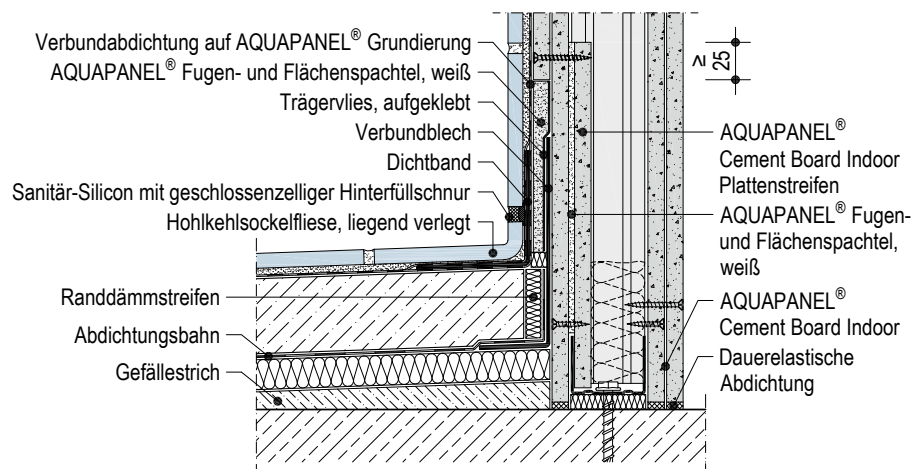 Verbundabdichtung auf AQUAPANEL® Grundierung
AQUAPANEL® Fugen- und Flächenspachtel, weiß
Trägervlies, aufgeklebt
Verbundblech
Dichtband
Sanitär-Silicon mit geschlossenzelliger Hinterfüllschnur
Hohlkehlsockelfliese, liegend verlegt
Randdämmstreifen
Abdichtungsbahn
Gefällestrich
≥
25
AQUAPANEL®
Cement Board Indoor
Plattenstreifen
AQUAPANEL® Fugen-
und Flächenspachtel,
weiß
AQUAPANEL®
Cement Board Indoor
Dauerelastische
Abdichtung